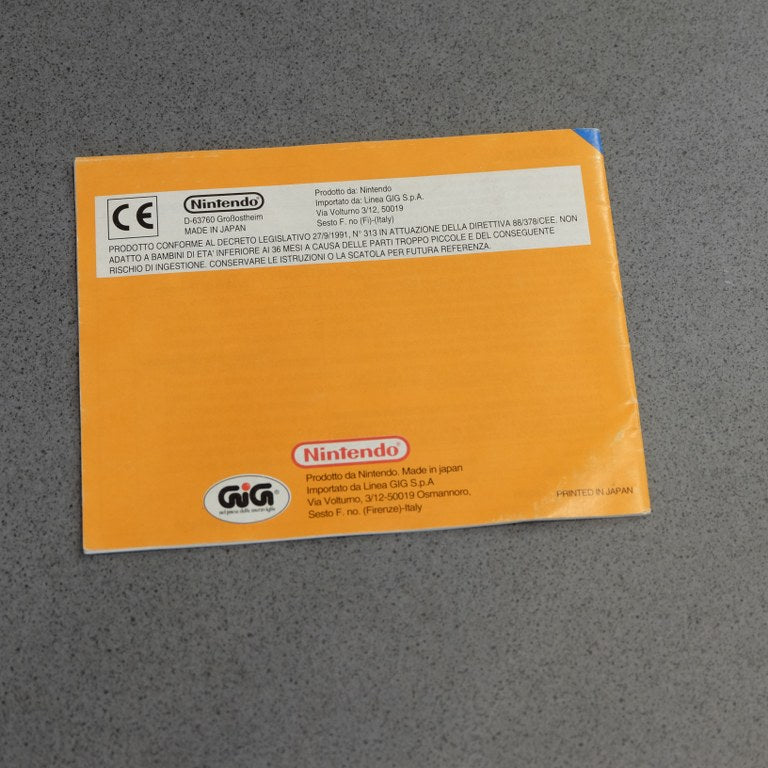 CE
Nintendo®
D-63760 Großostheim
MADE IN JAPAN
Prodotto da: Nintendo
Importato da: Linea GIG S.p.A.
Via Volturno 3/12, 50019
Sesto F. no (Fi)-(Italy)
PRODOTTO CONFORME AL DECRETO LEGISLATIVO 27/9/1991, N° 313 IN ATTUAZIONE DELLA DIRETTIVA 88/378/CEE. NON
ADATTO A BAMBINI DI ETA' INFERIORE AI 36 MESI A CAUSA DELLE PARTI TROPPO PICCOLE E DEL CONSEGUENTE
RISCHIO DI INGESTIONE. CONSERVARE LE ISTRUZIONI O LA SCATOLA PER FUTURA REFERENZA.
Nintendo®
GiG®
nel paese delle meraviglie
Prodotto da Nintendo. Made in japan
Importato da Linea GIG S.p.A
Via Volturno, 3/12-50019 Osmannoro,
Sesto F. no. (Firenze)-Italy
PRINTED IN JAPAN